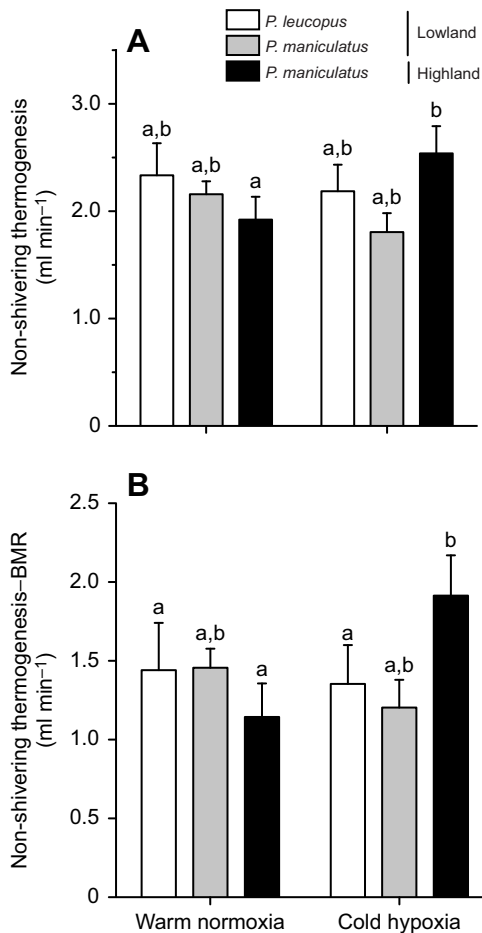 A
P. leucopus
P. maniculatus
Lowland
P. maniculatus
Highland
Non-shivering thermogenesis
(ml min⁻¹)
3.0
2.0
1.0
0
a,b
a,b
a
a,b
a,b
b
B
Non-shivering thermogenesis–BMR
(ml min⁻¹)
2.5
2.0
1.5
1.0
0.5
0
a
a,b
a
a
a,b
b
Warm normoxia
Cold hypoxia